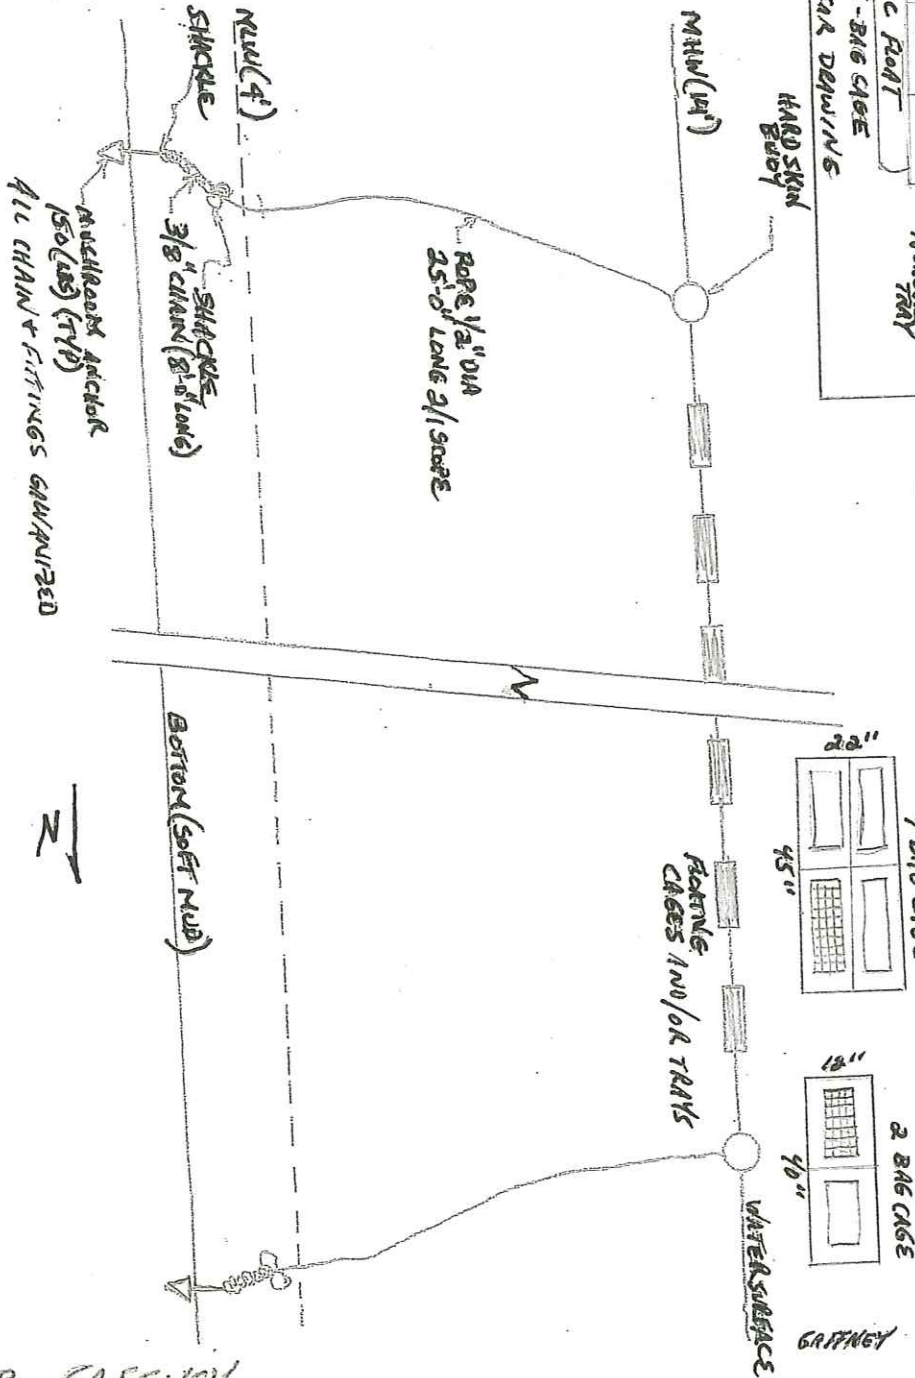 C FLOAT
-BAG CAGE
DRAWING
TRAY
HARD SKIN
BUOY
22"
45"
2 BAG CAGE
18"
40"
GAFFNEY
MHW(14')
WATER SURFACE
FLOATING
CAGES AND/OR TRAYS
ROPE 1/2" DIA
25'-0" LONG 2/1 SCOPE
MLW(4')
SHACKLE
SHACKLE
3/8" CHAIN (8'-0" LONG)
BOTTOM (SOFT MUD)
MUSHROOM ANCHOR
150(LBS) (TYP)
ALL CHAIN & FITTINGS GALVANIZED
N